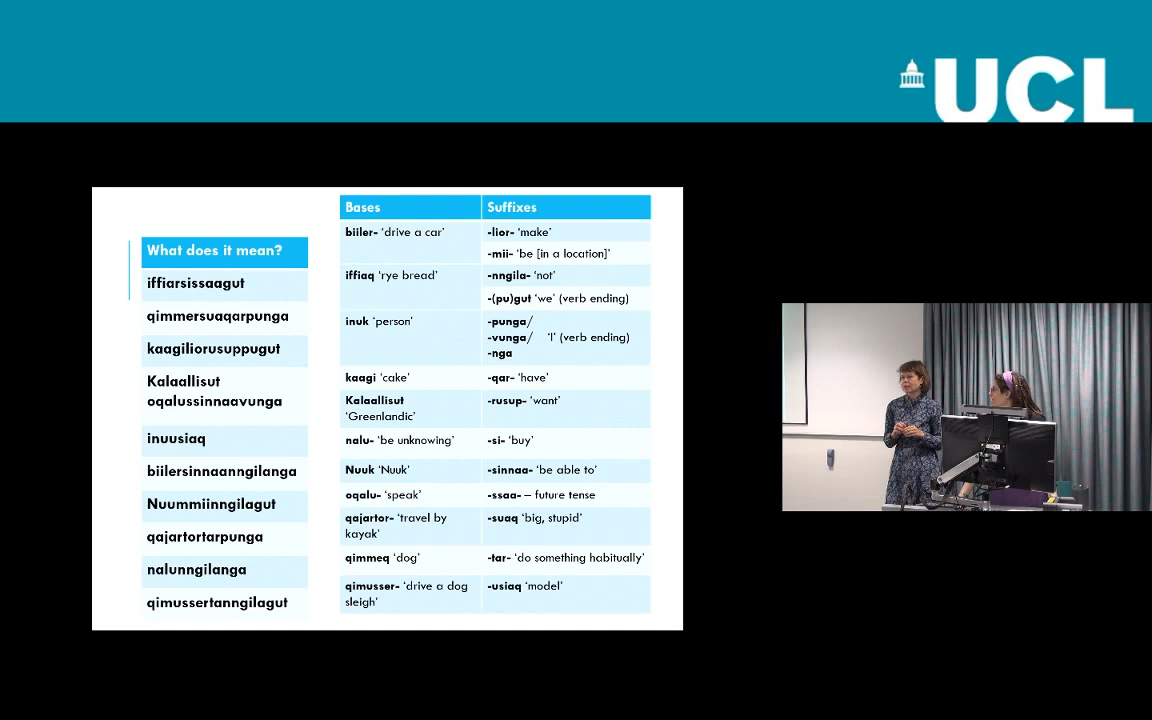 UCL
What does it mean?
iffiarsissaagut
qimmersuaqarpunga
kaagiliorusuppugut
Kalaallisut
oqalussinnaavunga
inuusiaq
biilersinnaanngilanga
Nuummiinngilagut
qajartortarpunga
nalunngilanga
qimussertanngilagut
Bases Suffixes
biiler- ‘drive a car’ -lior- ‘make’
-mii- ‘be [in a location]’
iffiaq ‘rye bread’ -nngila- ‘not’
-(pu)gut ‘we’ (verb ending)
inuk ‘person’ -punga/
-vunga/ ‘I’ (verb ending)
-nga
kaagi ‘cake’ -qar- ‘have’
Kalaallisut -rusup- ‘want’
‘Greenlandic’
nalu- ‘be unknowing’ -si- ‘buy’
Nuuk ‘Nuuk’ -sinnaa- ‘be able to’
oqalu- ‘speak’ -ssaa- – future tense
qajartor- ‘travel by -suaq ‘big, stupid’
kayak’
qimmeq ‘dog’ -tar- ‘do something habitually’
qimusser- ‘drive a dog -usiaq ‘model’
sleigh’